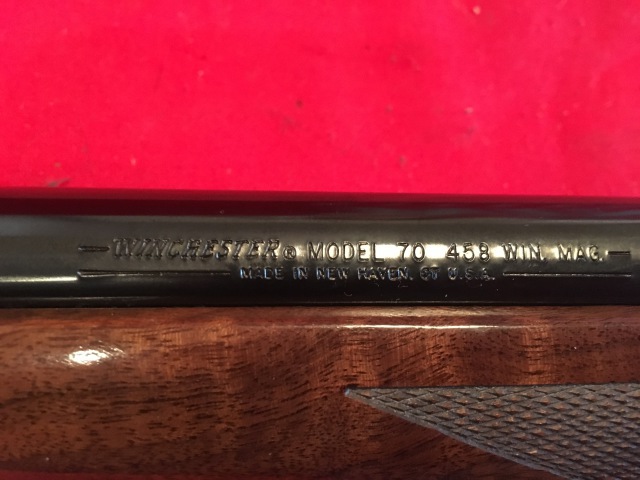 —WINCHESTER® MODEL 70 458 WIN. MAG.—
MADE IN NEW HAVEN, CT U.S.A.